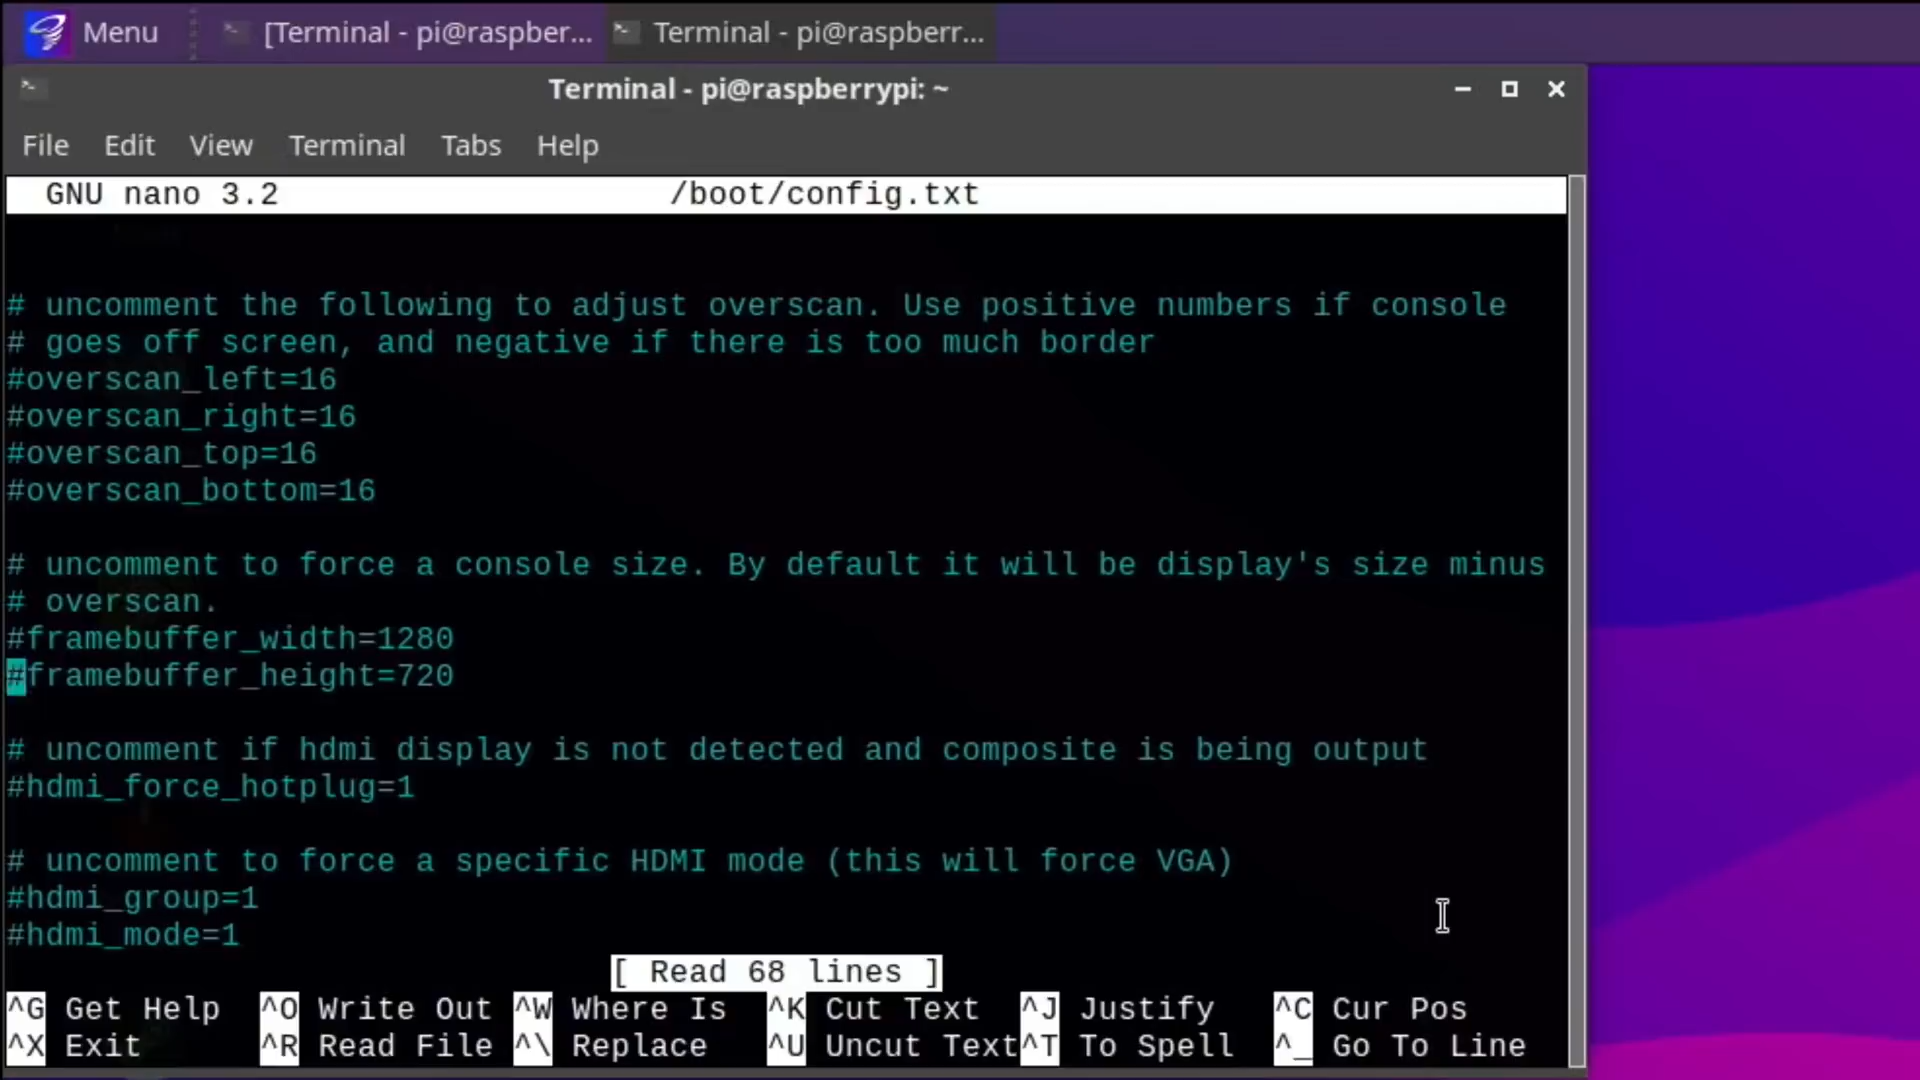 Menu [Terminal - pi@raspber... Terminal - pi@raspberr...
Terminal - pi@raspberrypi: ~
File Edit View Terminal Tabs Help
GNU nano 3.2 /boot/config.txt
# uncomment the following to adjust overscan. Use positive numbers if console
# goes off screen, and negative if there is too much border
#overscan_left=16
#overscan_right=16
#overscan_top=16
#overscan_bottom=16
# uncomment to force a console size. By default it will be display's size minus
# overscan.
#framebuffer_width=1280
#framebuffer_height=720
# uncomment if hdmi display is not detected and composite is being output
#hdmi_force_hotplug=1
# uncomment to force a specific HDMI mode (this will force VGA)
#hdmi_group=1
#hdmi_mode=1
[ Read 68 lines ]
^G Get Help ^O Write Out ^W Where Is ^K Cut Text ^J Justify ^C Cur Pos
^X Exit ^R Read File ^\ Replace ^U Uncut Text ^T To Spell ^_ Go To Line